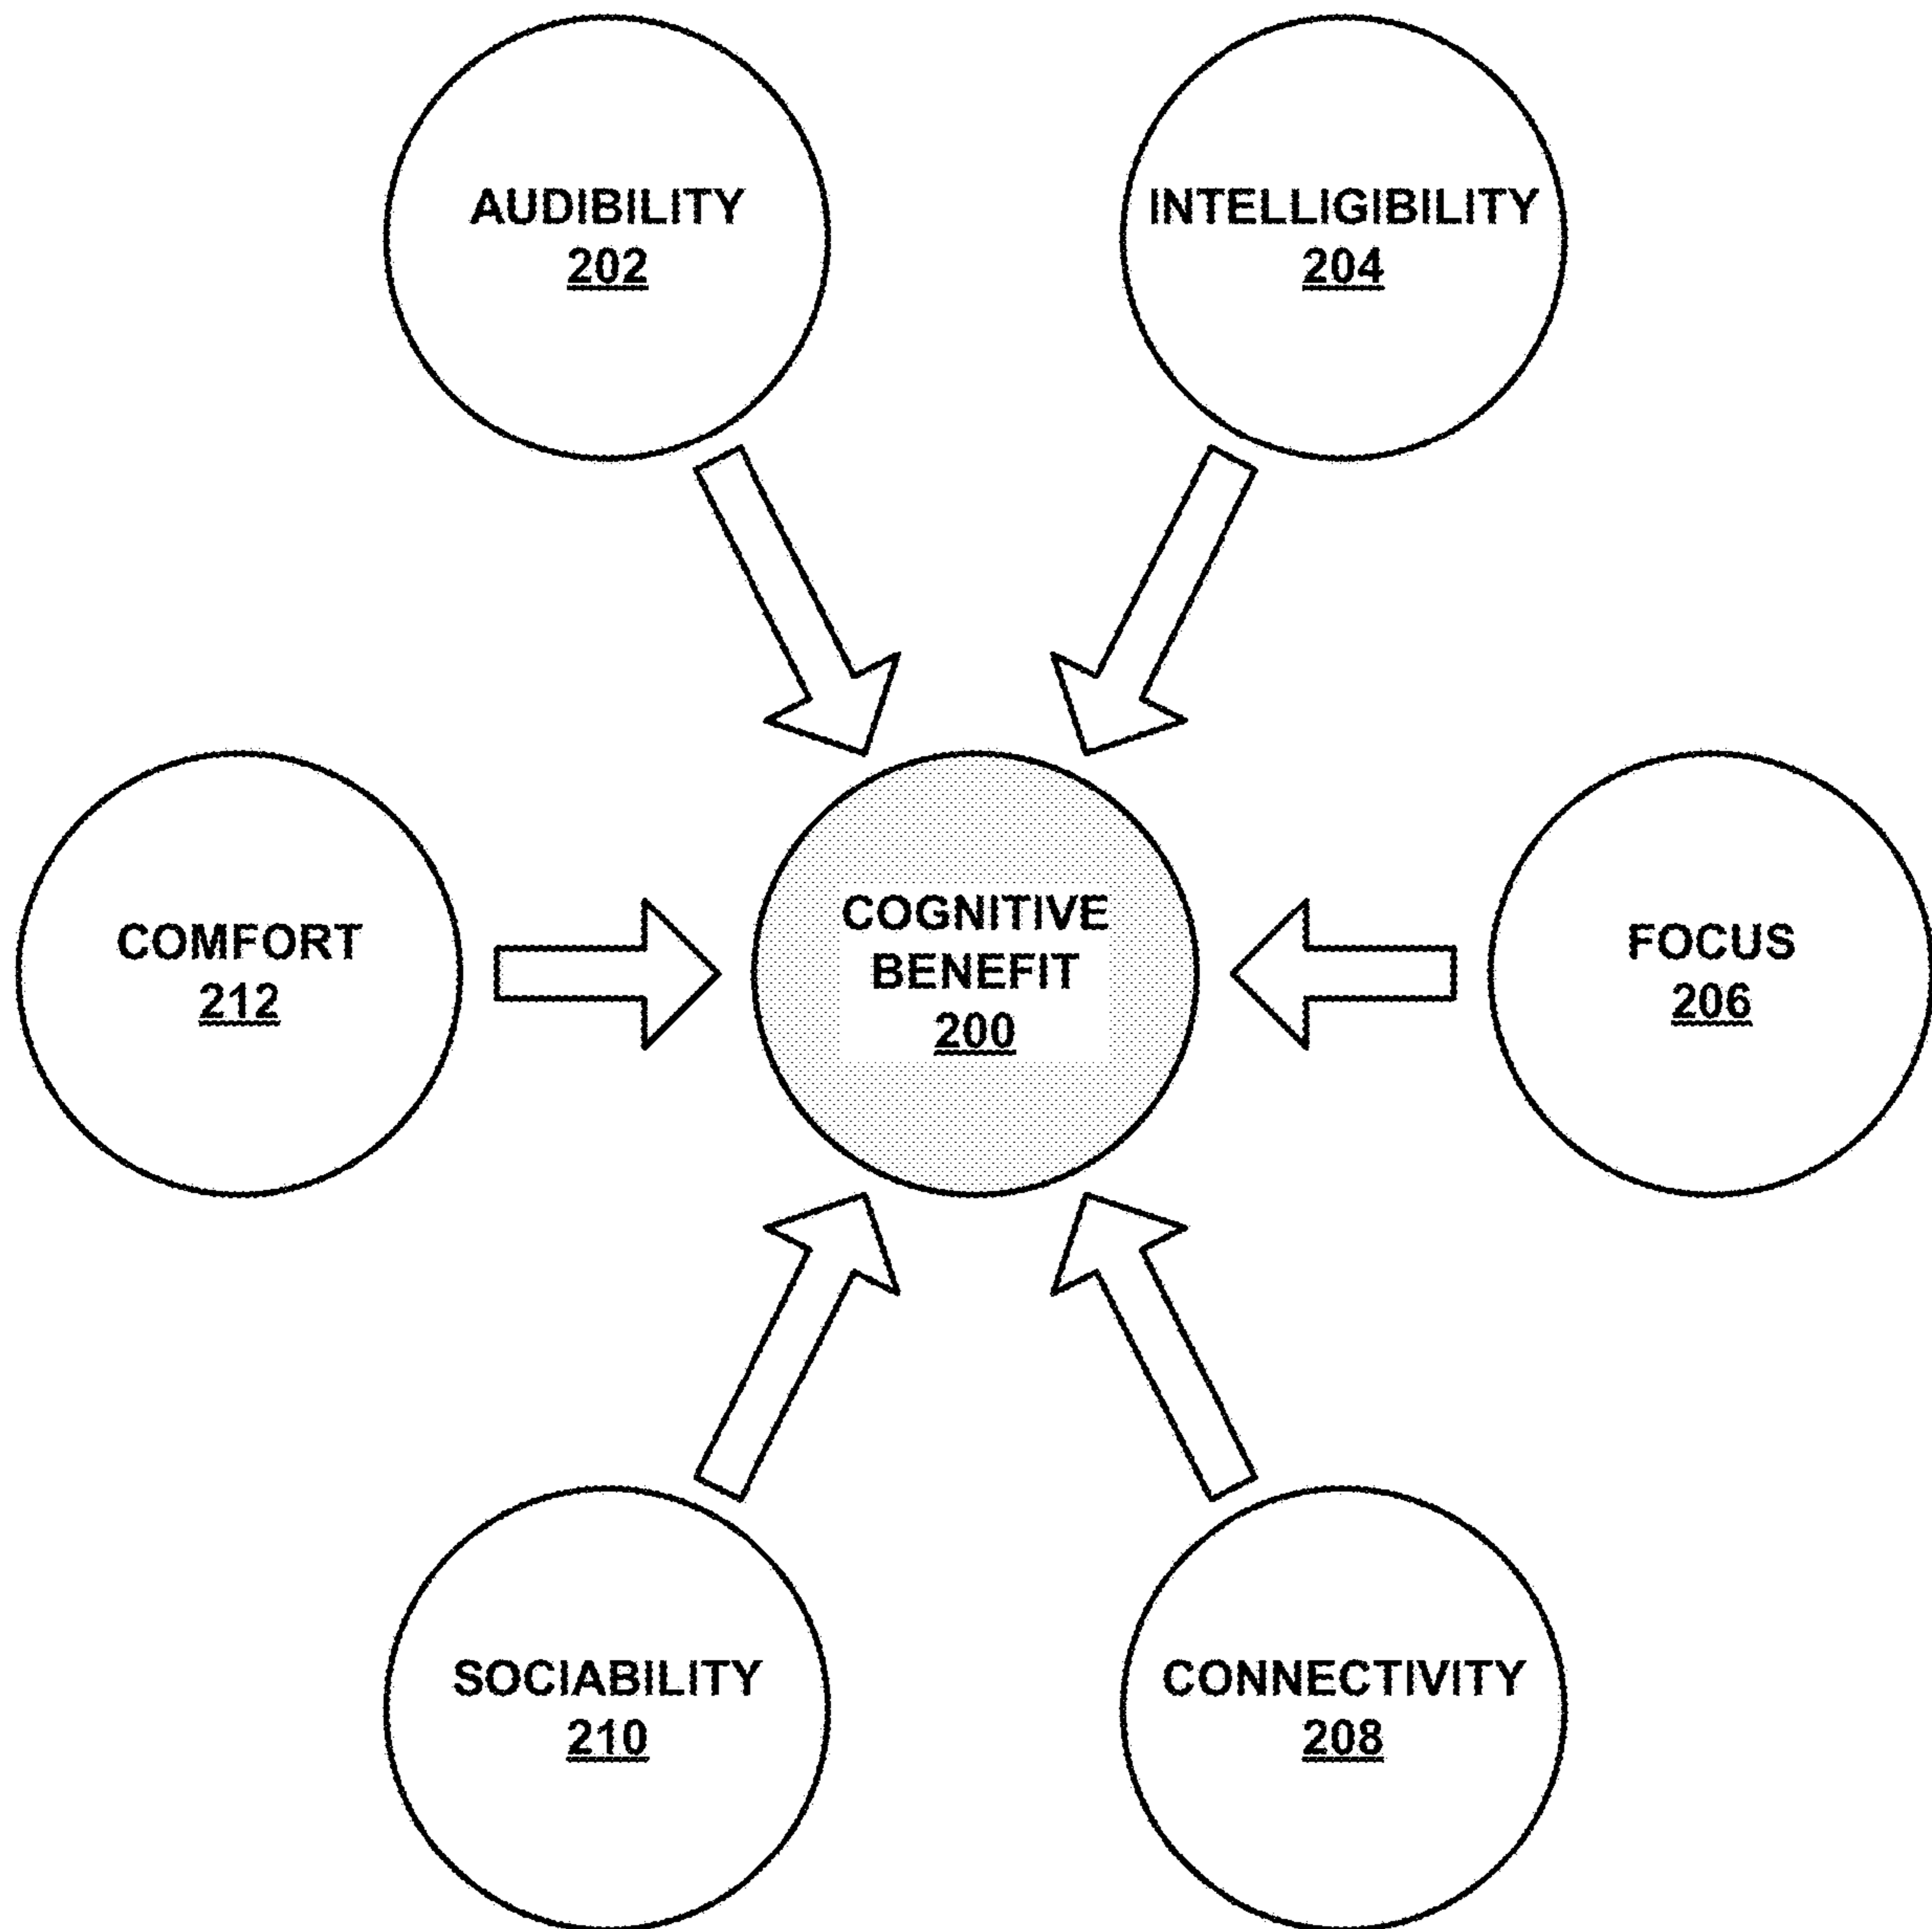 AUDIBILITY
202
INTELLIGIBILITY
204
COMFORT
212
COGNITIVE
BENEFIT
200
FOCUS
206
SOCIABILITY
210
CONNECTIVITY
208